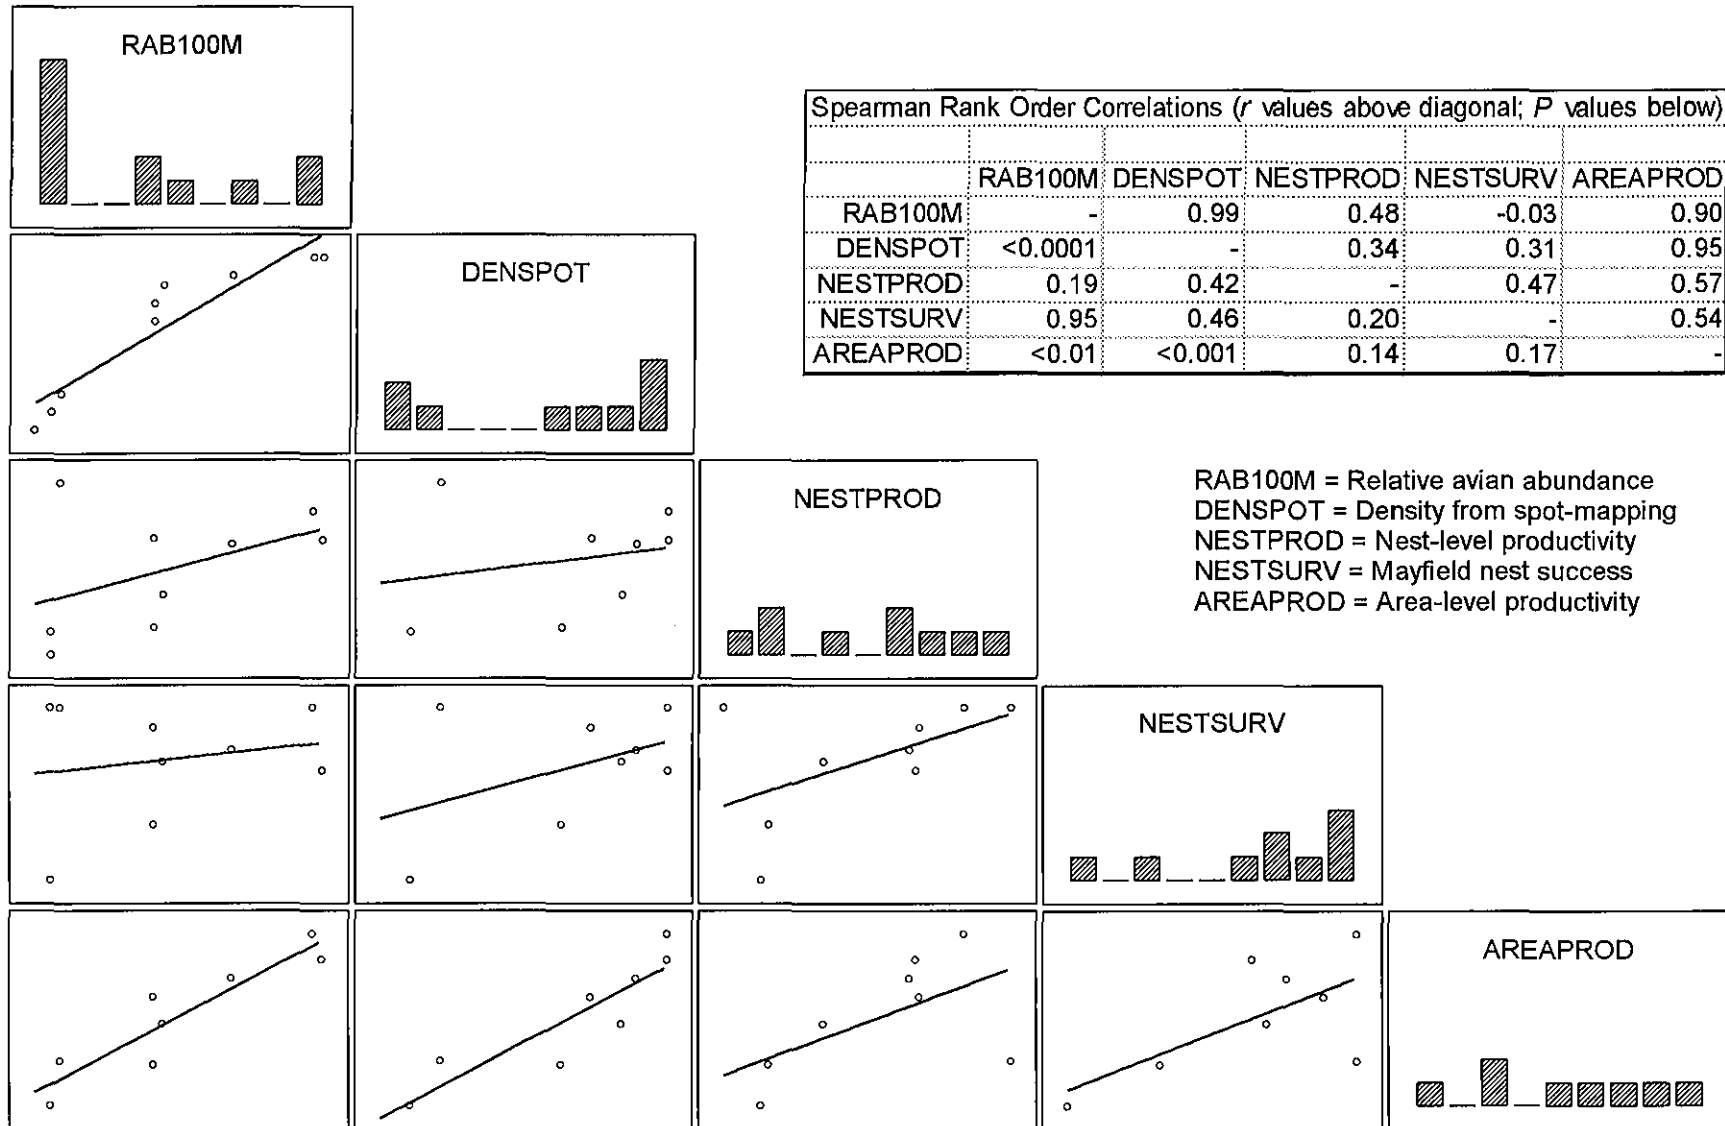 RAB100M
Spearman Rank Order Correlations (r values above diagonal; P values below)
RAB100M DENSPOT NESTPROD NESTSURV AREAPROD
RAB100M - 0.99 0.48 -0.03 0.90
DENSPOT <0.0001 - 0.34 0.31 0.95
NESTPROD 0.19 0.42 - 0.47 0.57
NESTSURV 0.95 0.46 0.20 - 0.54
AREAPROD <0.01 <0.001 0.14 0.17 -
DENSPOT
NESTPROD
RAB100M = Relative avian abundance
DENSPOT = Density from spot-mapping
NESTPROD = Nest-level productivity
NESTSURV = Mayfield nest success
AREAPROD = Area-level productivity
NESTSURV
AREAPROD